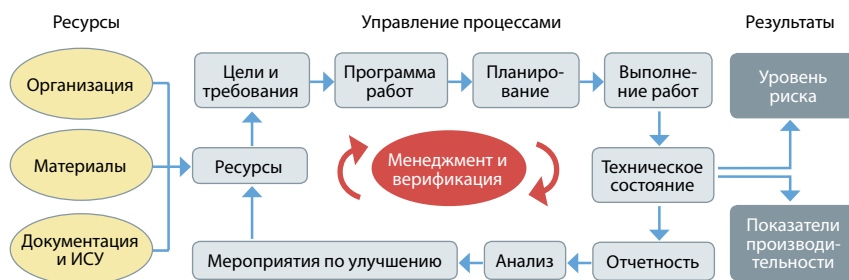 Ресурсы
Управление процессами
Результаты
Организация
Материалы
Документация
и ИСУ
Цели и
требования
Программа
работ
Планиро-
вание
Выполне-
ние работ
Уровень
риска
Ресурсы
Менеджмент и
верификация
Техническое
состояние
Мероприятия по улучшению
Анализ
Отчетность
Показатели
производи-
тельности